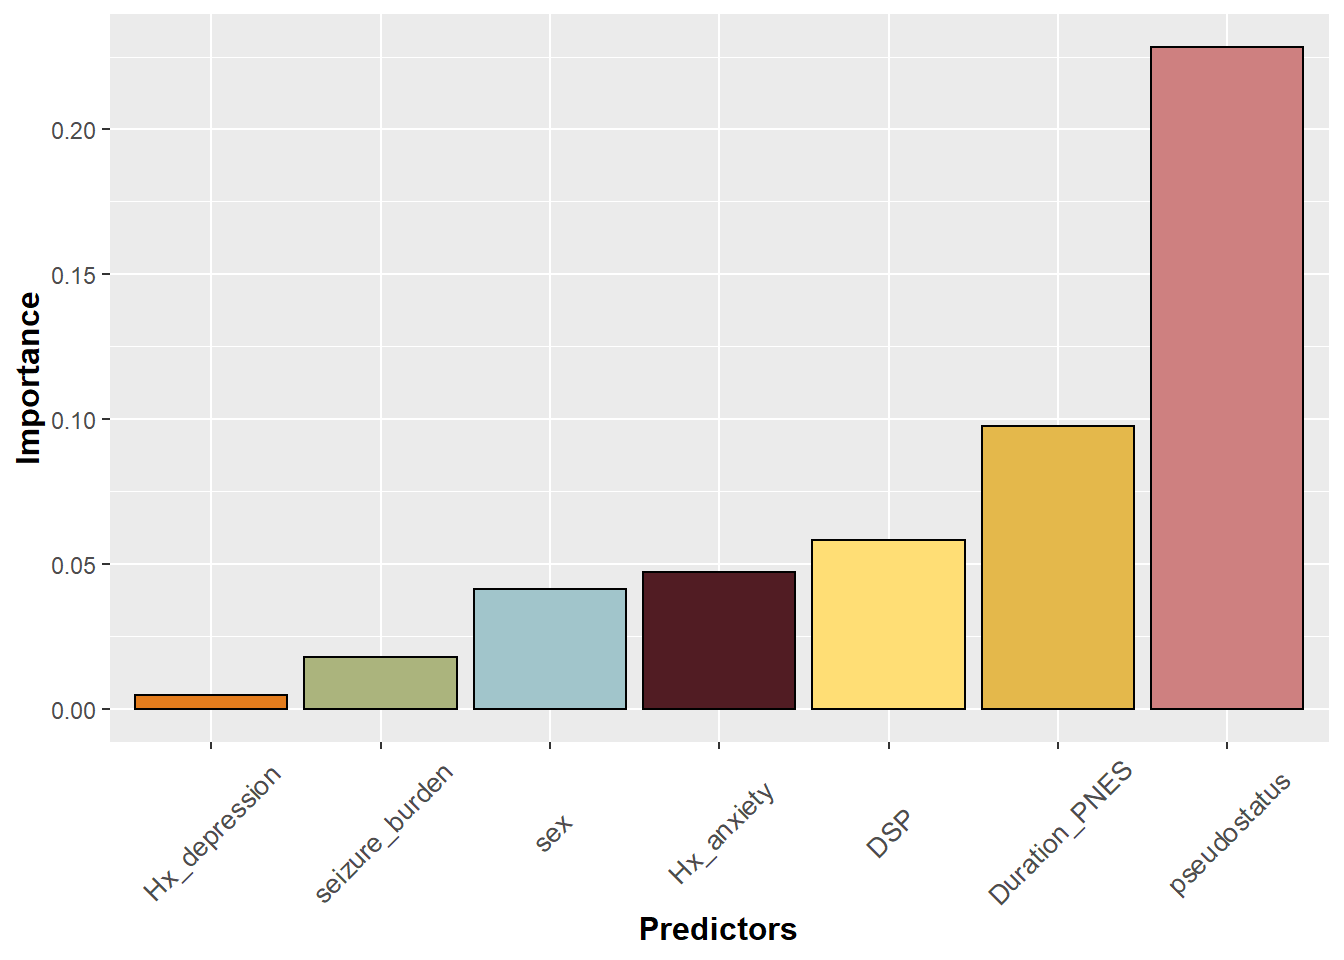 Importance
0.20
0.15
0.10
0.05
0.00
Hx_depression
seizure_burden
sex
Hx_anxiety
DSP
Duration_PNES
pseudostatus
Predictors